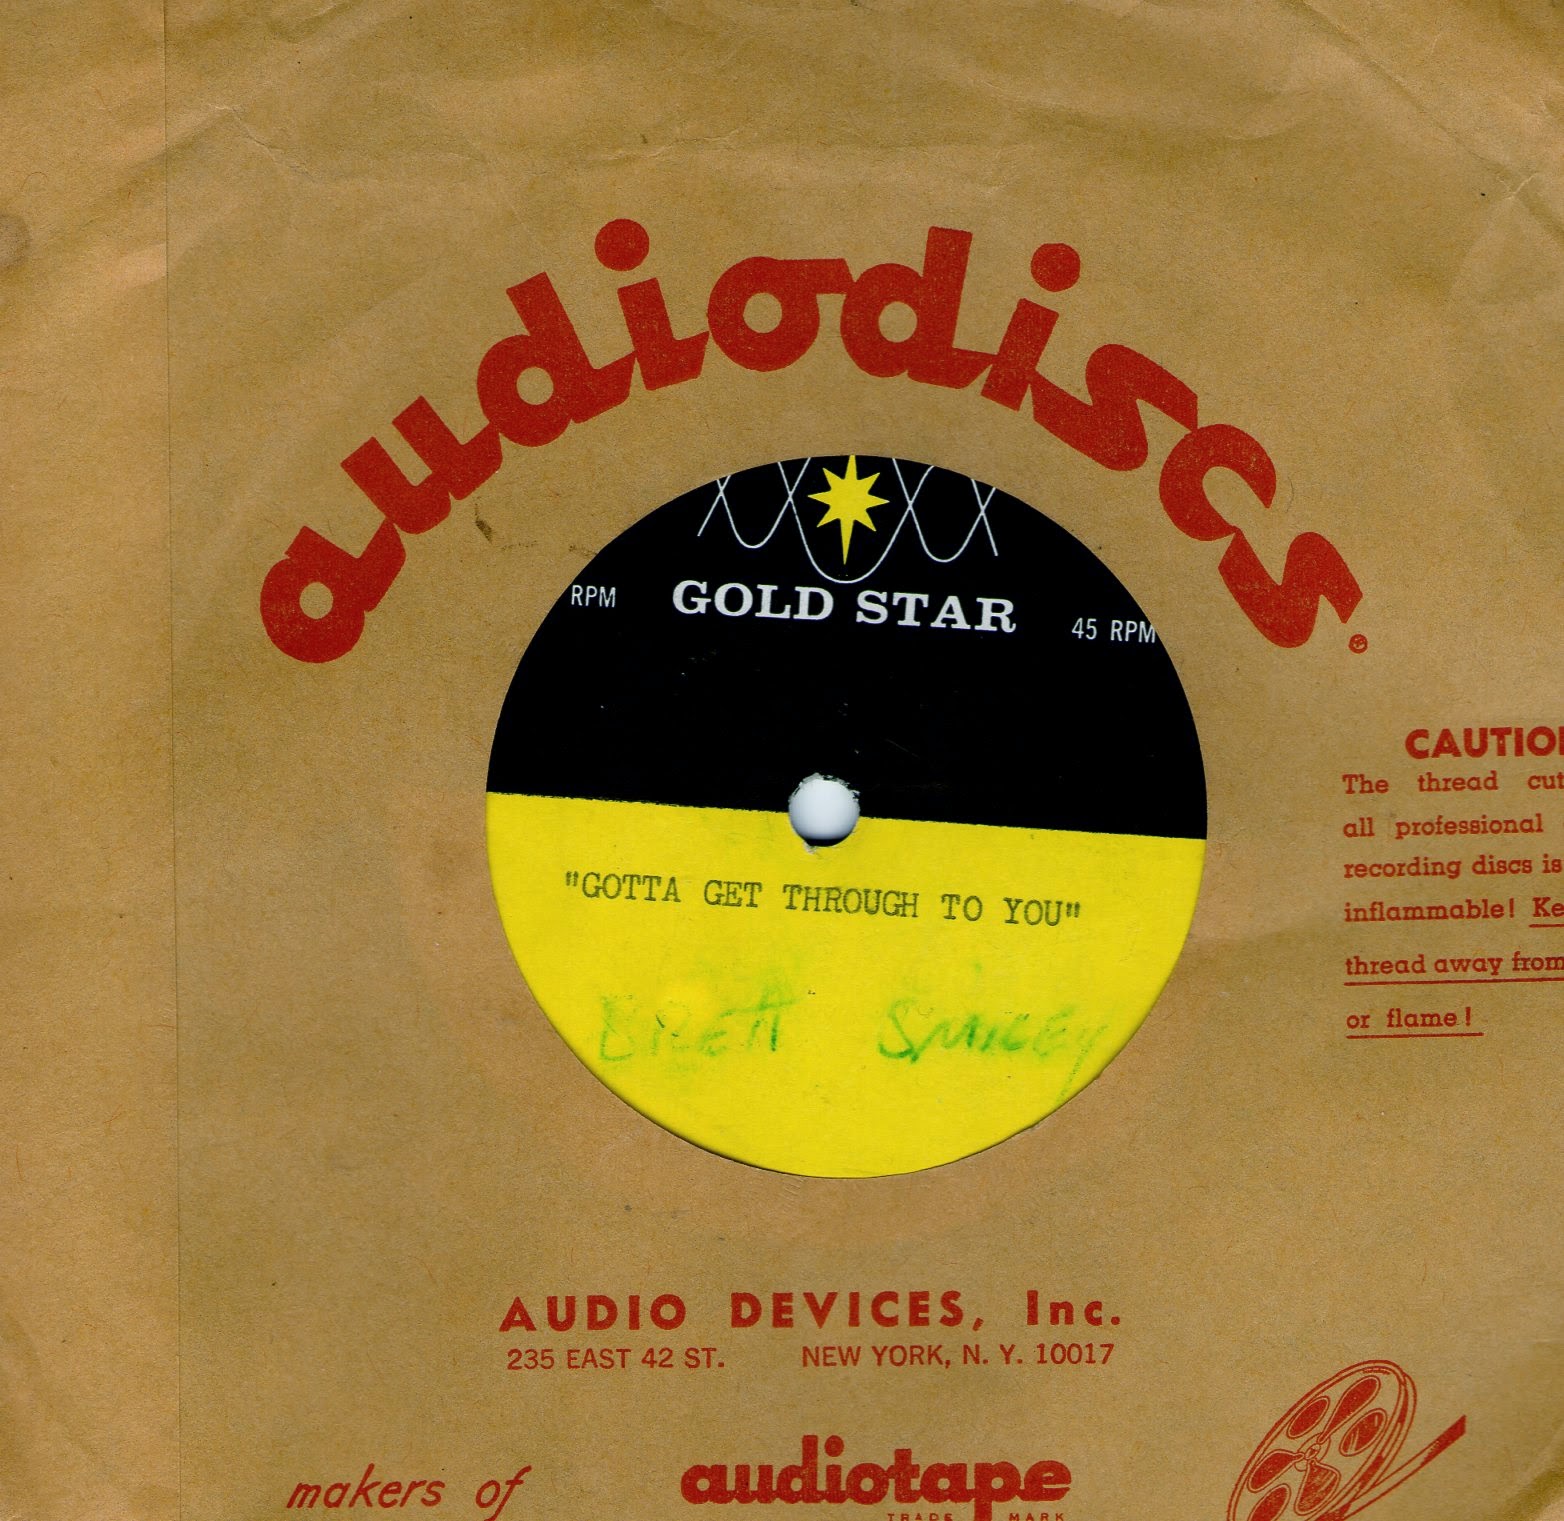 audiodiscs®
GOLD STAR
RPM
45 RPM
"GOTTA GET THROUGH TO YOU"
BRETT SMILEY
CAUTIO
The thread cut
all professional
recording discs is
inflammable! Ke
thread away from
or flame!
AUDIO DEVICES, Inc.
235 EAST 42 ST. NEW YORK, N. Y. 10017
makers of audiotape
TRADE MARK